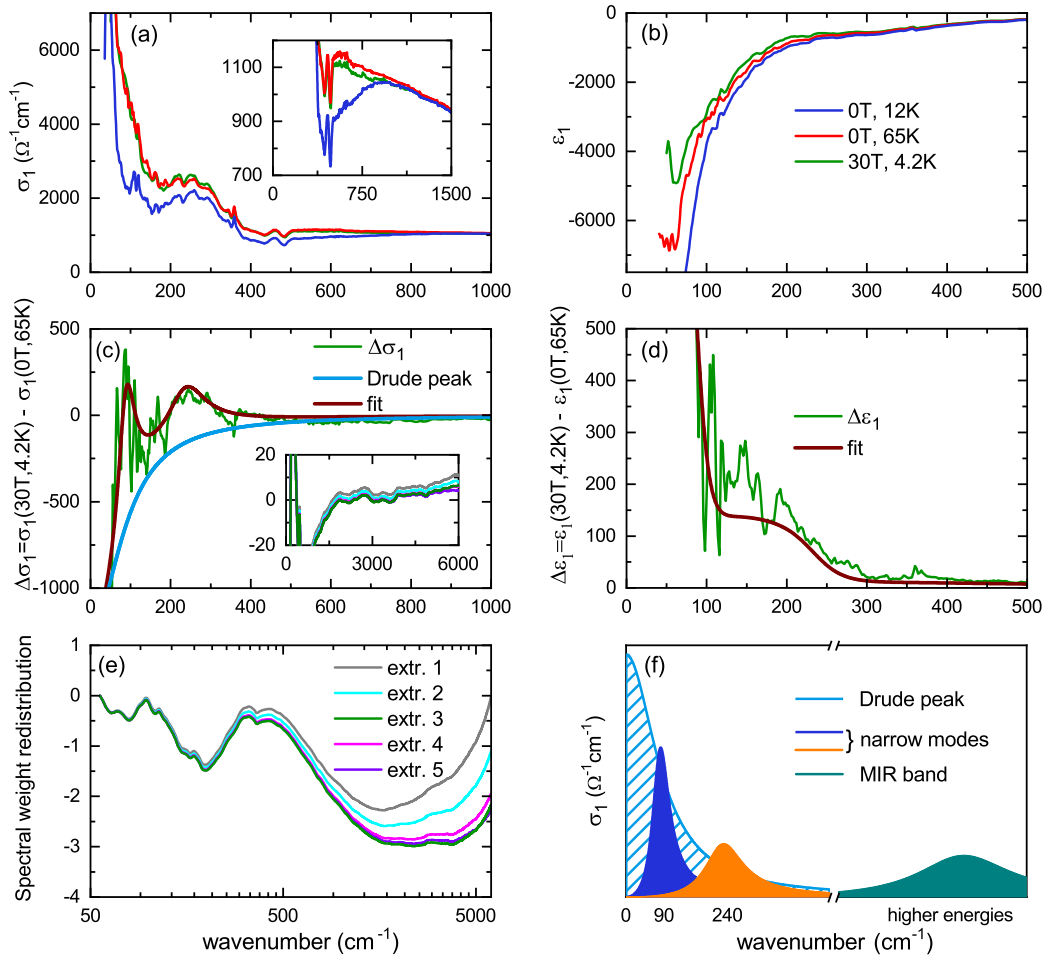 (a)
σ₁ (Ω⁻¹cm⁻¹)
6000
4000
2000
0
0 200 400 600 800 1000
1100
900
700
0 750 1500
(b)
ε₁
0
-2000
-4000
-6000
0T, 12K
0T, 65K
30T, 4.2K
0 100 200 300 400 500
(c)
Δσ₁=σ₁(30T,4.2K) - σ₁(0T,65K)
500
250
0
-250
-500
-750
-1000
Δσ₁
Drude peak
fit
20
0
-20
0 3000 6000
0 200 400 600 800 1000
(d)
Δε₁=ε₁(30T,4.2K) - ε₁(0T,65K)
500
400
300
200
100
0
Δε₁
fit
0 100 200 300 400 500
(e)
Spectral weight redistribution
1
0
-1
-2
-3
-4
extr. 1
extr. 2
extr. 3
extr. 4
extr. 5
50 500 5000
wavenumber (cm⁻¹)
(f)
σ₁ (Ω⁻¹cm⁻¹)
Drude peak
} narrow modes
MIR band
0 90 240
higher energies
wavenumber (cm⁻¹)